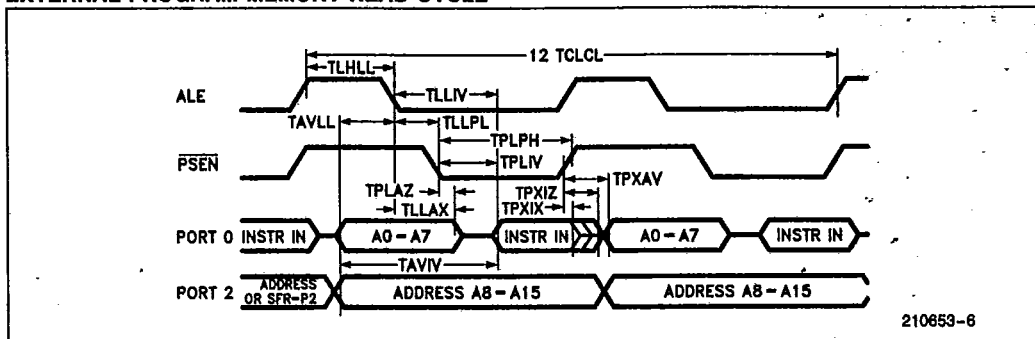 EXTERNAL PROGRAM MEMORY READ CYCLE
12 TCLCL
TLHLL
ALE
TLLIV
TAVLL
TLLPL
TPLPH
PSEN
TPLIV
TPXAV
TPLAZ
TPXIZ
TLLAX
TPXIX
PORT 0 INSTR IN A0-A7 INSTR IN A0-A7 INSTR IN
TAVIV
PORT 2 ADDRESS OR SFR-P2 ADDRESS A8-A15 ADDRESS A8-A15
210653-6